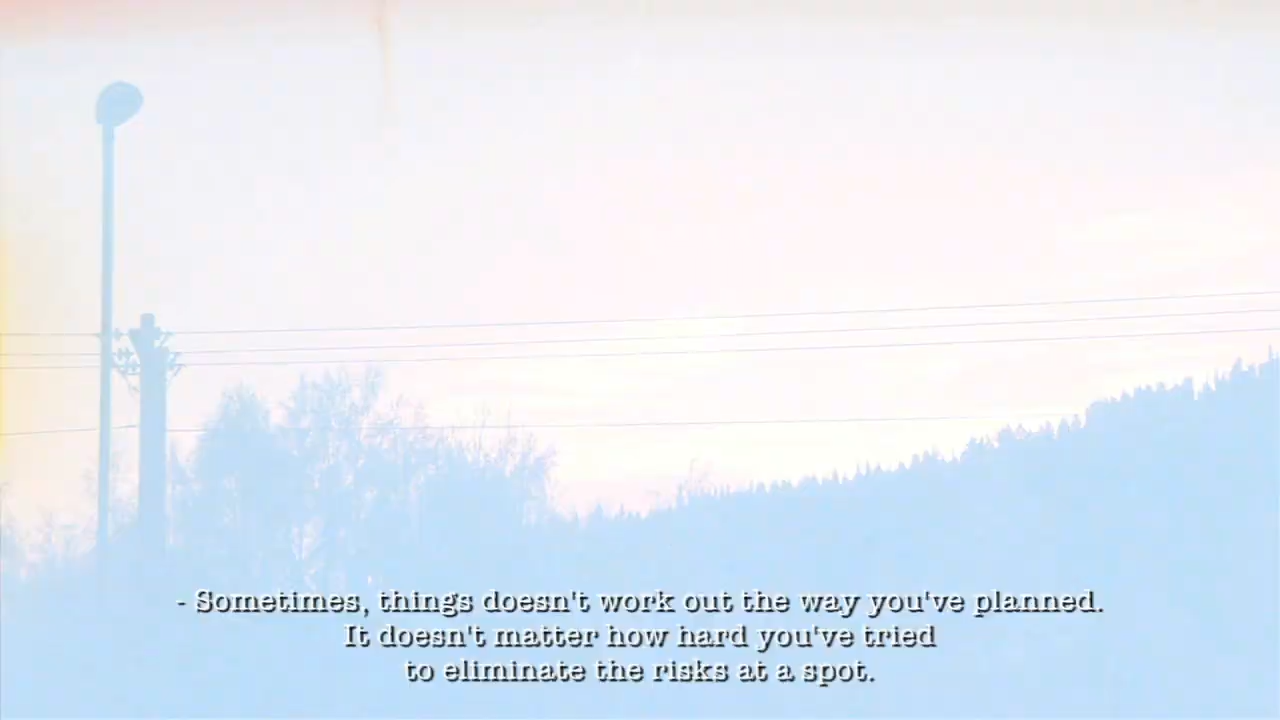 - Sometimes, things doesn't work out the way you've planned.
It doesn't matter how hard you've tried
to eliminate the risks at a spot.